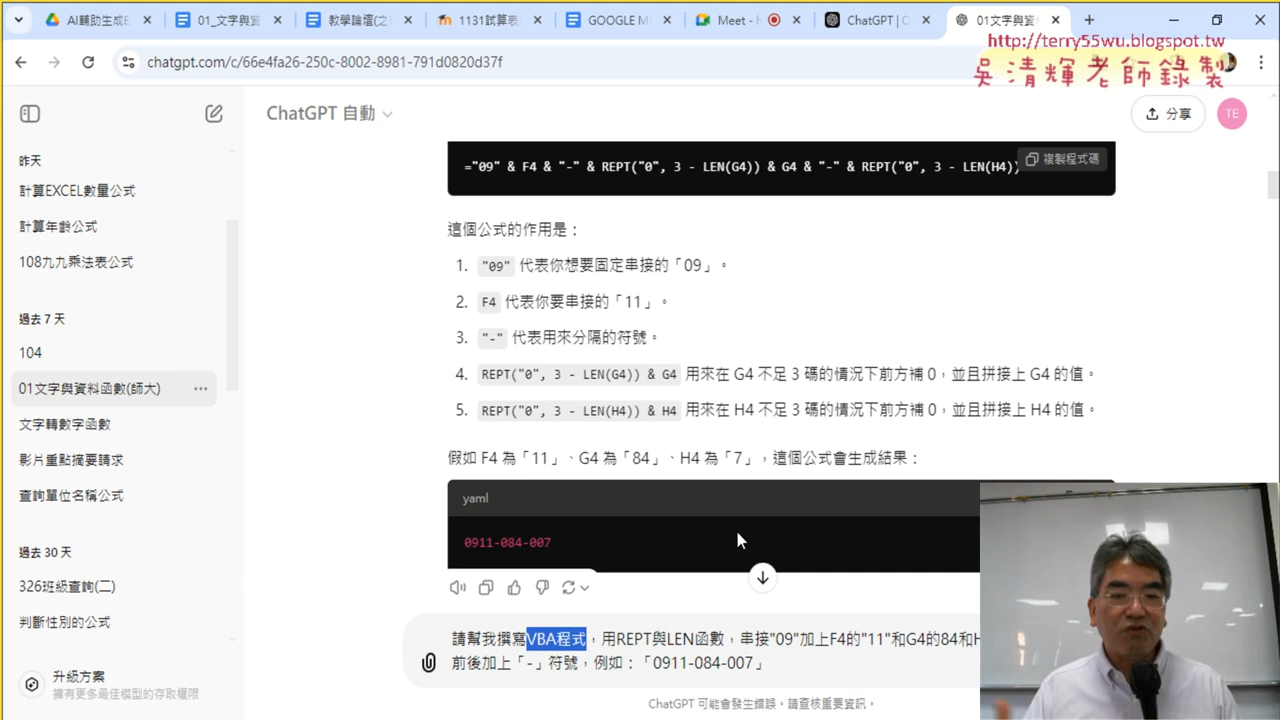 AI輔助生成E
01_文字與資
教學論壇(之
1131試算表
GOOGLE M
Meet - h
ChatGPT | O
01文字與資
http://terry55wu.blogspot.tw
吳清輝老師錄製
chatgpt.com/c/66e4fa26-250c-8002-8981-791d0820d37f
ChatGPT 自動
分享
TE
昨天
計算EXCEL數量公式
計算年齡公式
108九九乘法表公式
過去 7 天
104
01文字與資料函數(師大)
文字轉數字函數
影片重點摘要請求
查詢單位名稱公式
過去 30 天
326班級查詢(二)
判斷性別的公式
升級方案
擁有更多最佳模型的存取權限
複製程式碼
="09" & F4 & "-" & REPT("0", 3 - LEN(G4)) & G4 & "-" & REPT("0", 3 - LEN(H4))
這個公式的作用是：
1. "09" 代表你想要固定串接的「09」。
2. F4 代表你要串接的「11」。
3. "-" 代表用來分隔的符號。
4. REPT("0", 3 - LEN(G4)) & G4 用來在 G4 不足 3 碼的情況下前方補 0，並且拼接上 G4 的值。
5. REPT("0", 3 - LEN(H4)) & H4 用來在 H4 不足 3 碼的情況下前方補 0，並且拼接上 H4 的值。
假如 F4 為「11」、G4 為「84」、H4 為「7」，這個公式會生成結果：
yaml
0911-084-007
請幫我撰寫VBA程式，用REPT與LEN函數，串接"09"加上F4的"11"和G4的84和H
前後加上「-」符號，例如：「0911-084-007」
ChatGPT 可能會發生錯誤。請查核重要資訊。